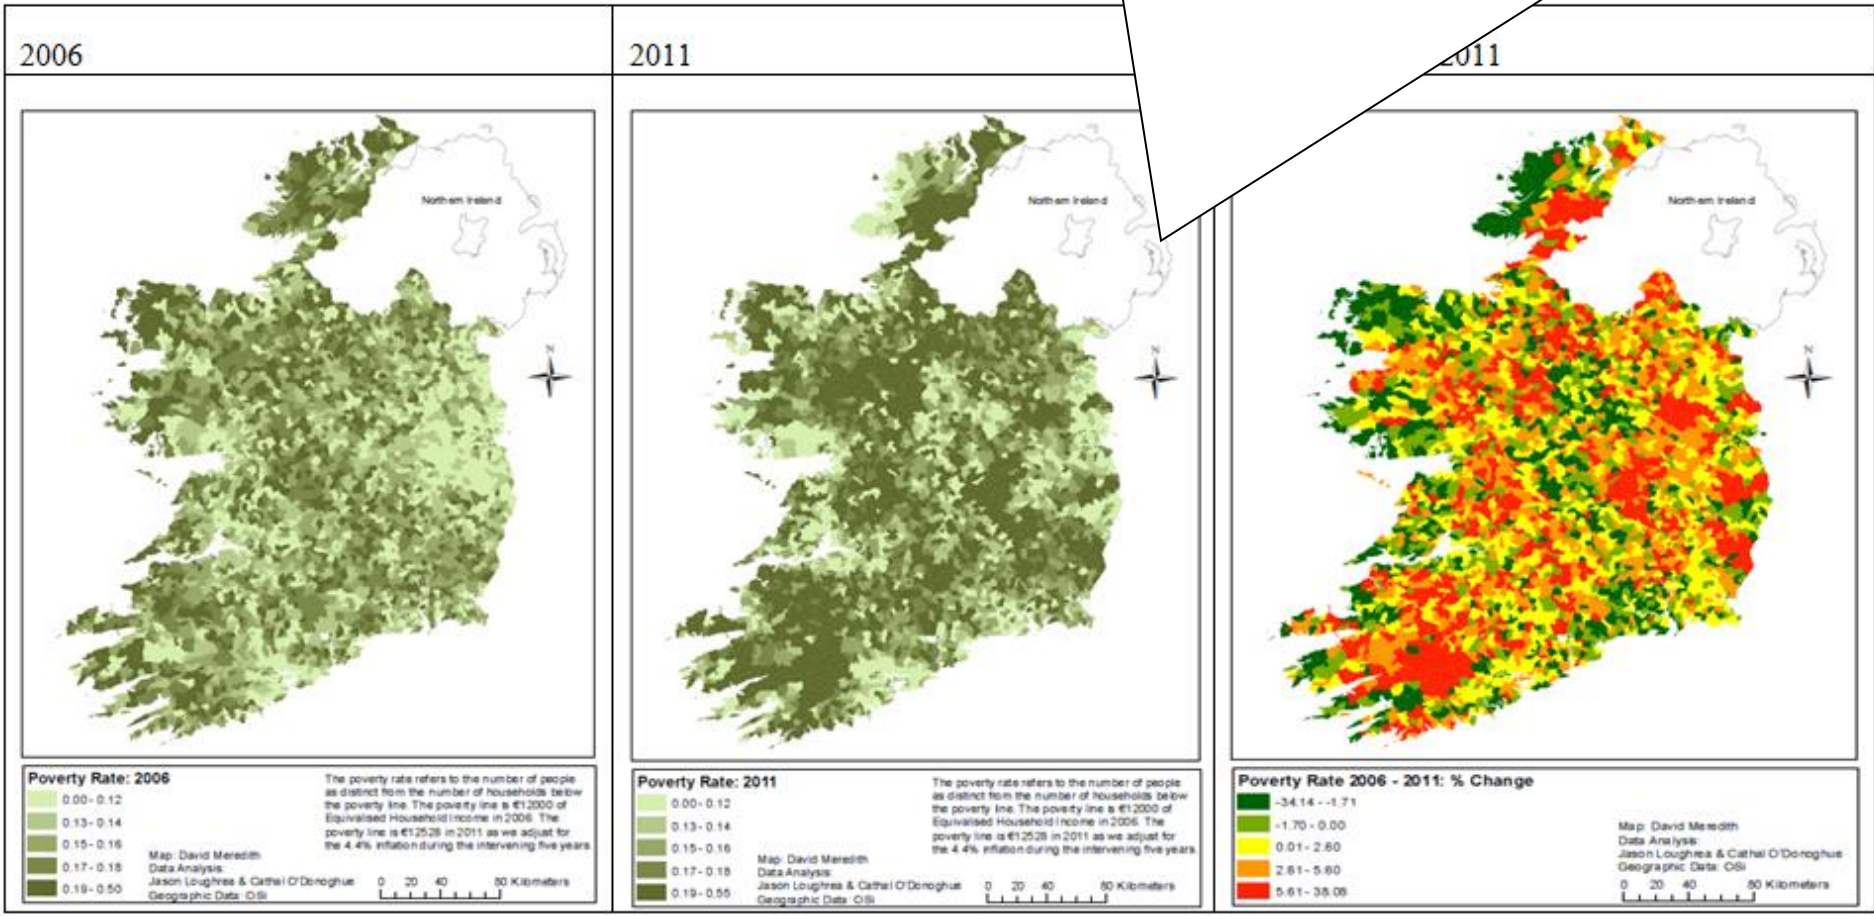 2006
2011
2011
Northern Ireland
N
Poverty Rate: 2006
0.00 - 0.12
0.13 - 0.14
0.15 - 0.16
0.17 - 0.18
0.19 - 0.50
The poverty rate refers to the number of people
as distinct from the number of households below
the poverty line. The poverty line is €12000 of
Equivalised Household Income in 2006. The
poverty line is €12528 in 2011 as we adjust for
the 4.4% inflation during the intervening five years
Map: David Meredith
Data Analysis:
Jason Loughrea & Cathal O'Donoghue
Geographic Data: OSi
0 20 40 80 Kilometers
Northern Ireland
N
Poverty Rate: 2011
0.00 - 0.12
0.13 - 0.14
0.15 - 0.16
0.17 - 0.18
0.19 - 0.55
The poverty rate refers to the number of people
as distinct from the number of households below
the poverty line. The poverty line is €12000 of
Equivalised Household Income in 2006. The
poverty line is €12528 in 2011 as we adjust for
the 4.4% inflation during the intervening five years
Map: David Meredith
Data Analysis:
Jason Loughrea & Cathal O'Donoghue
Geographic Data: OSi
0 20 40 80 Kilometers
Northern Ireland
N
Poverty Rate 2006 - 2011: % Change
-34.14 - -1.71
-1.70 - 0.00
0.01 - 2.60
2.61 - 5.60
5.61 - 38.08
Map: David Meredith
Data Analysis:
Jason Loughrea & Cathal O'Donoghue
Geographic Data: OSi
0 20 40 80 Kilometers